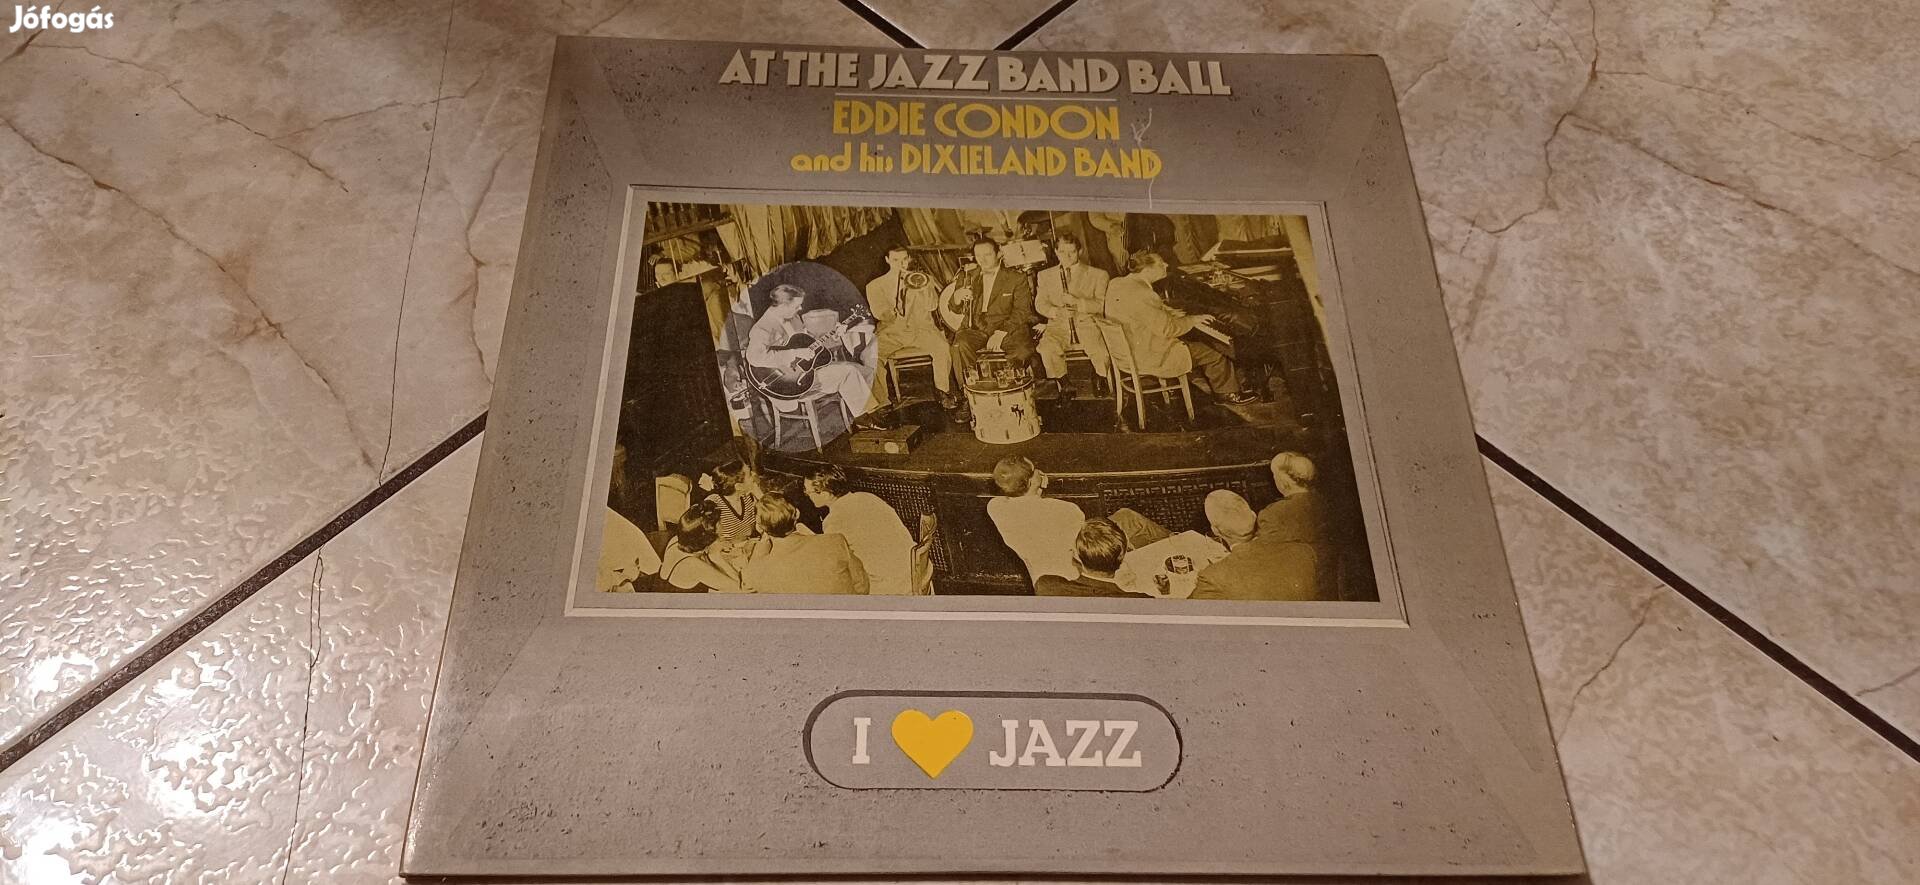 Jófogás
AT THE JAZZ BAND BALL
EDDIE CONDON
and his DIXIELAND BAND
I JAZZ